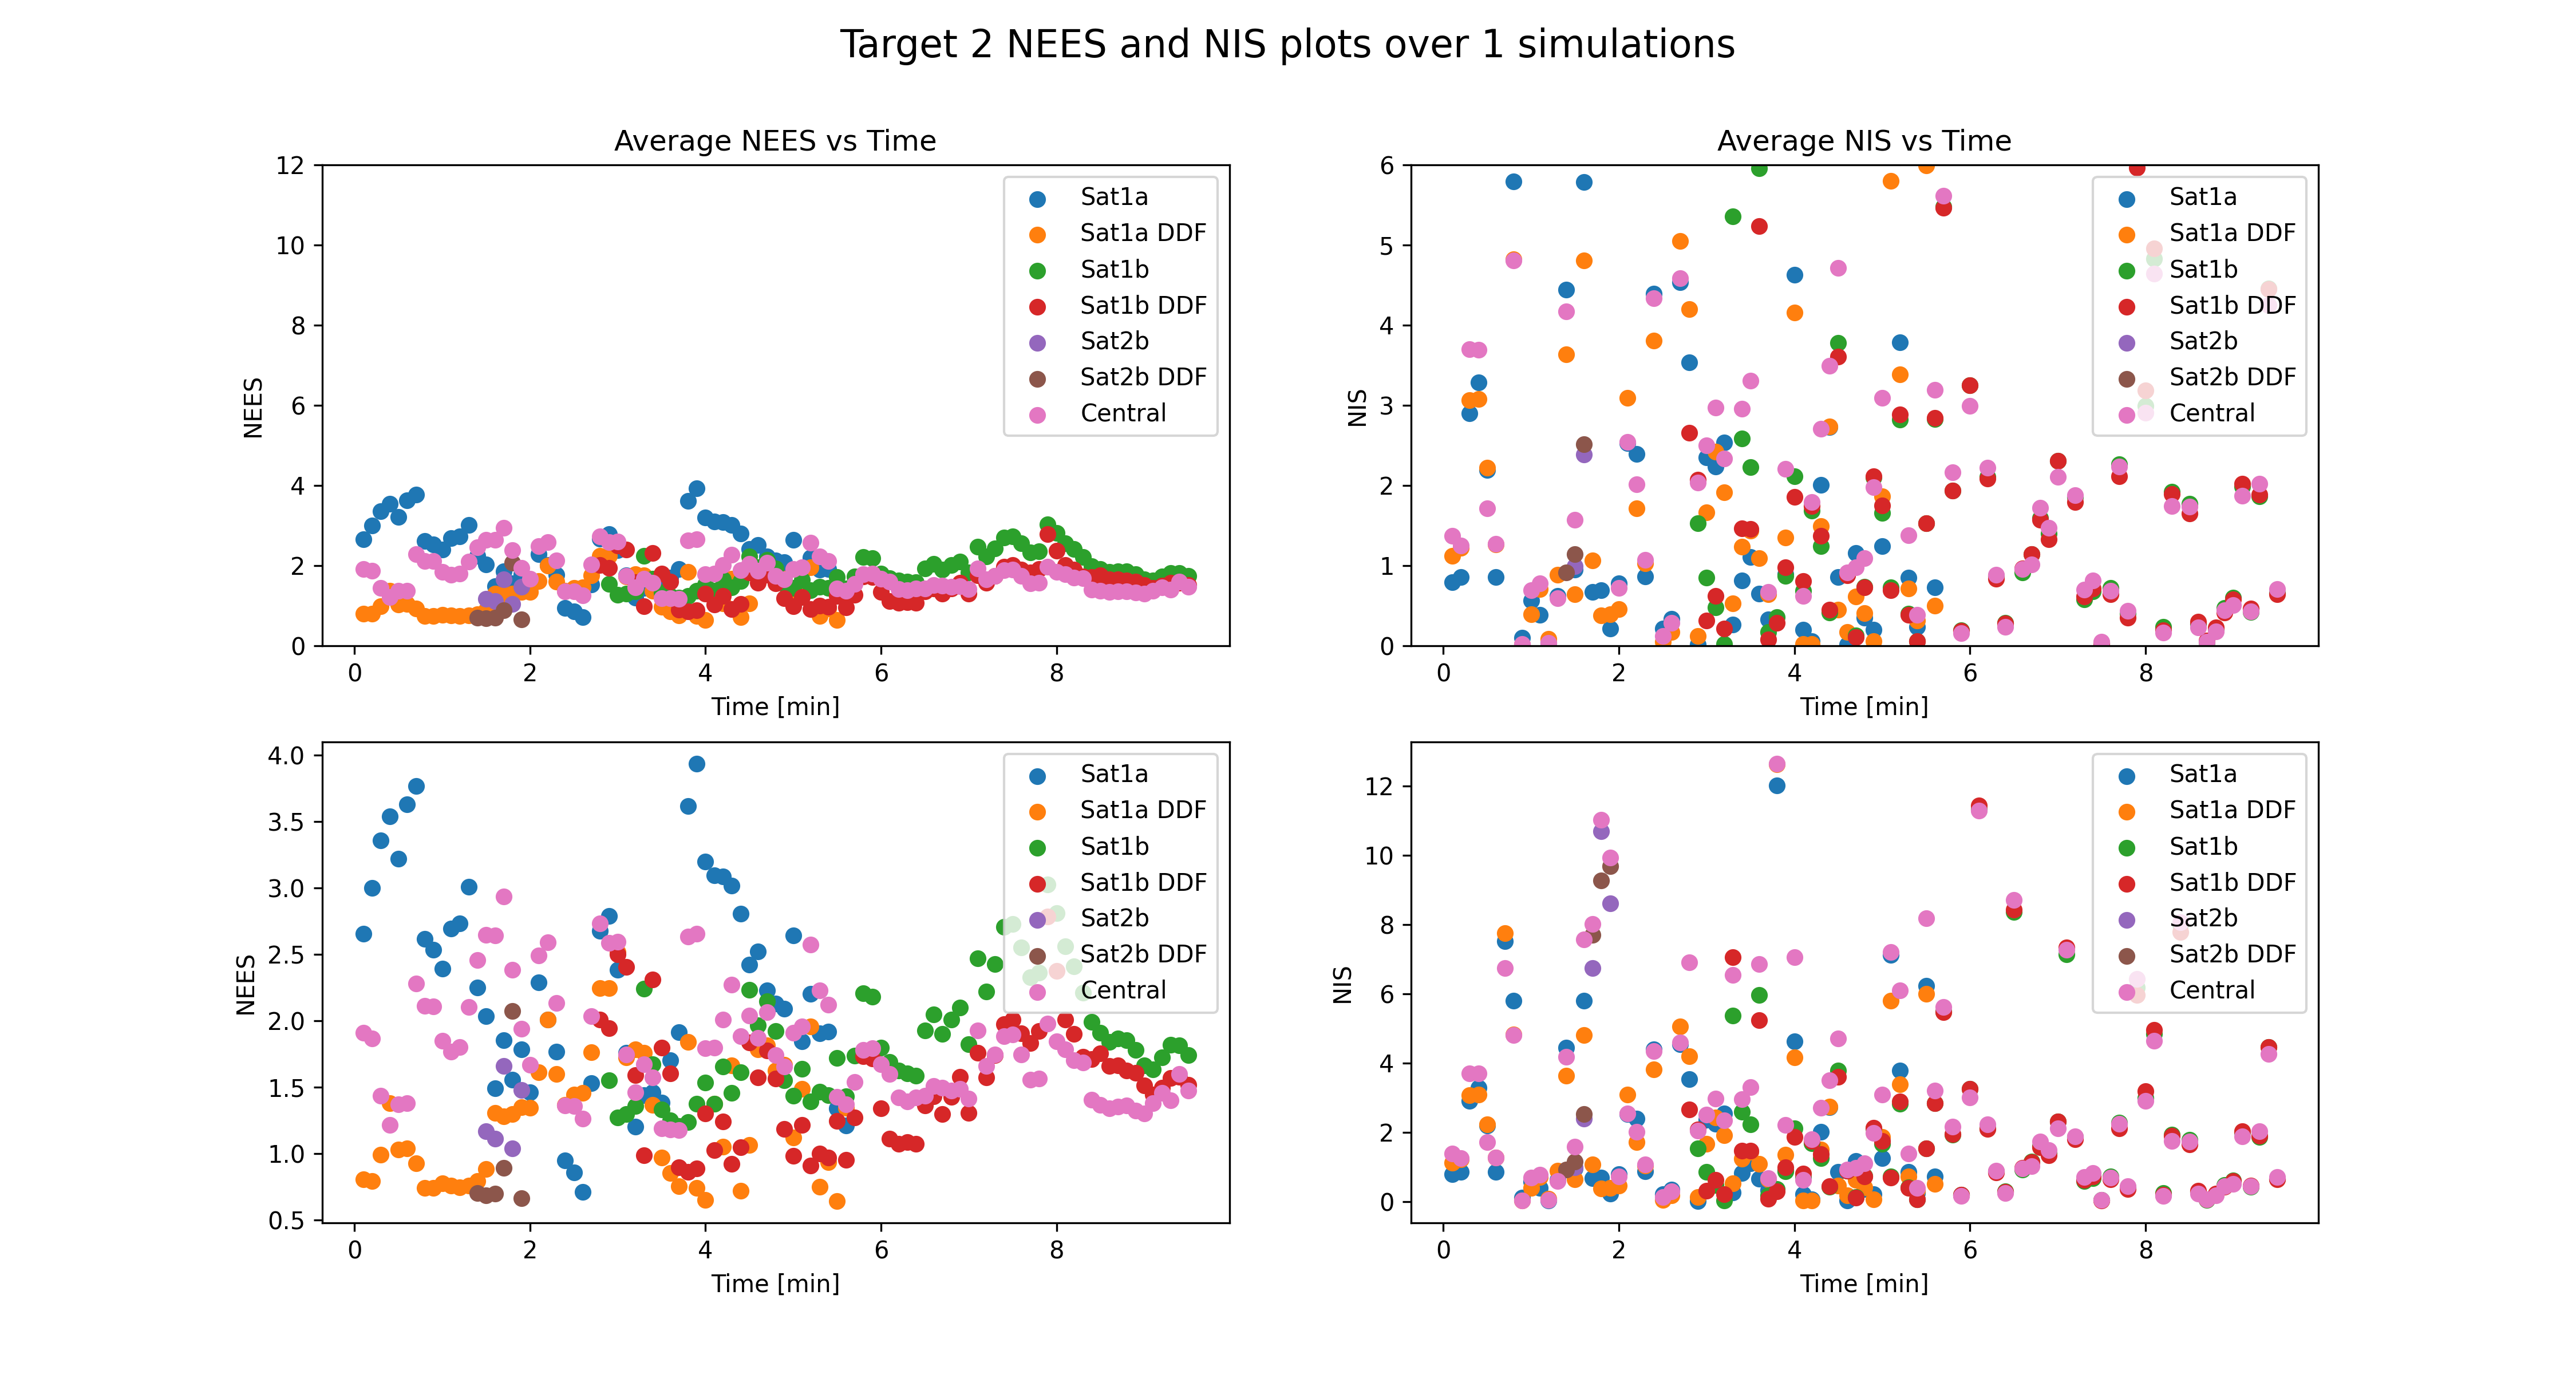 Target 2 NEES and NIS plots over 1 simulations
Average NEES vs Time
12
10
8
6
4
2
0
NEES
0 2 4 6 8
Time [min]
Sat1a
Sat1a DDF
Sat1b
Sat1b DDF
Sat2b
Sat2b DDF
Central
Average NIS vs Time
6
5
4
3
2
1
0
NIS
0 2 4 6 8
Time [min]
Sat1a
Sat1a DDF
Sat1b
Sat1b DDF
Sat2b
Sat2b DDF
Central
4.0
3.5
3.0
2.5
2.0
1.5
1.0
0.5
NEES
0 2 4 6 8
Time [min]
Sat1a
Sat1a DDF
Sat1b
Sat1b DDF
Sat2b
Sat2b DDF
Central
12
10
8
6
4
2
0
NIS
0 2 4 6 8
Time [min]
Sat1a
Sat1a DDF
Sat1b
Sat1b DDF
Sat2b
Sat2b DDF
Central